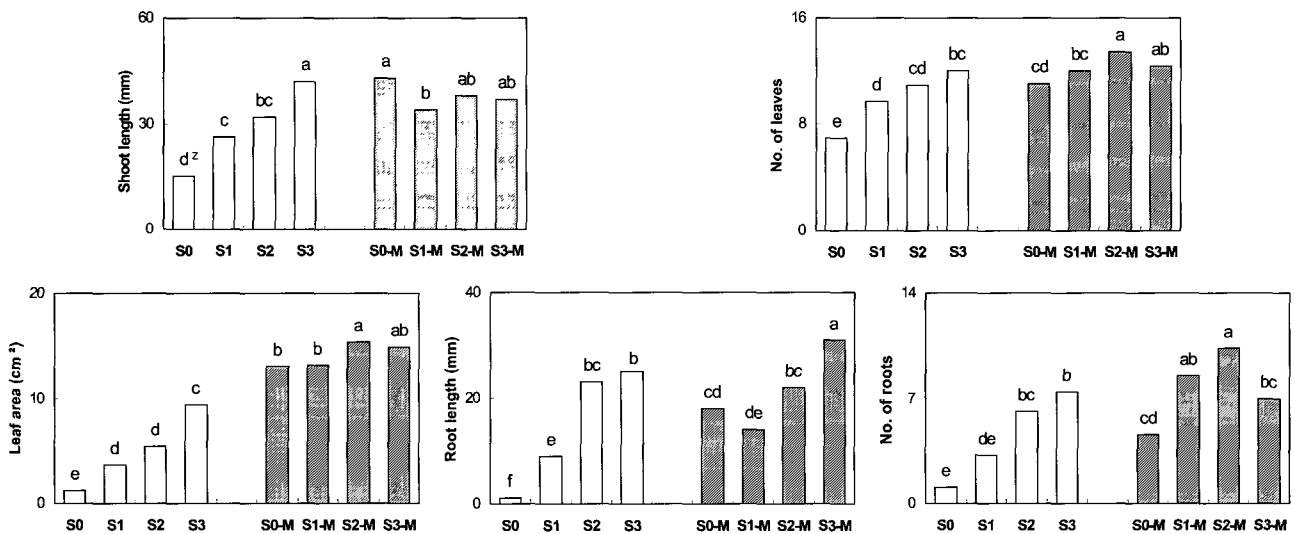 60
30
0
Shoot length (mm)
d z
c
bc
a
a
b
ab
ab
S0 S1 S2 S3 S0-M S1-M S2-M S3-M
16
8
0
No. of leaves
e
d
cd
bc
cd
bc
a
ab
S0 S1 S2 S3 S0-M S1-M S2-M S3-M
20
10
0
Leaf area (cm ²)
e
d
d
c
b
b
a
ab
S0 S1 S2 S3 S0-M S1-M S2-M S3-M
40
20
0
Root length (mm)
f
e
bc
b
cd
de
bc
a
S0 S1 S2 S3 S0-M S1-M S2-M S3-M
14
7
0
No. of roots
e
de
bc
b
cd
ab
a
bc
S0 S1 S2 S3 S0-M S1-M S2-M S3-M